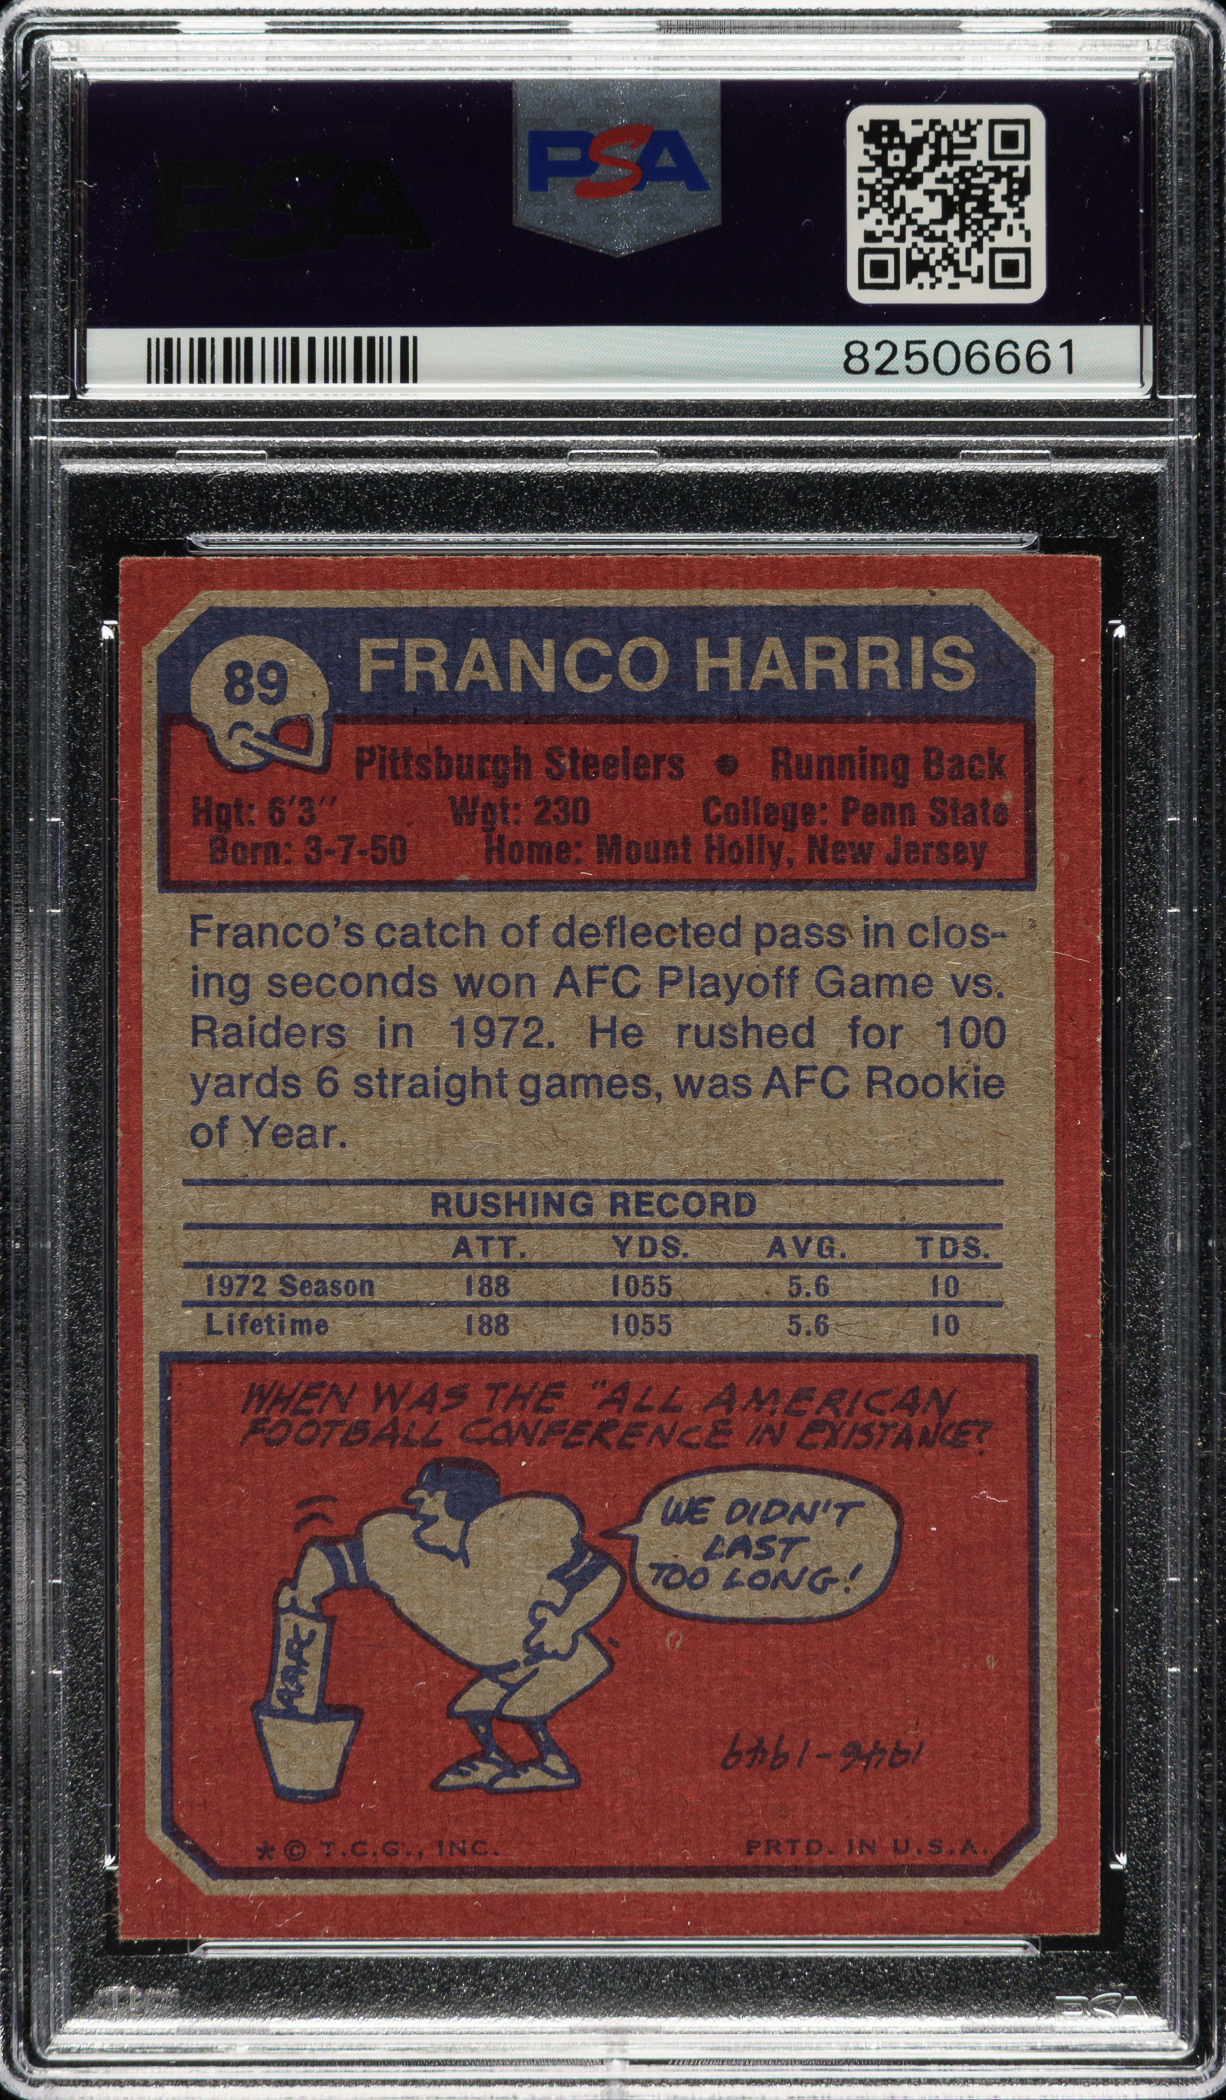 PSA
PSA
82506661
89
FRANCO HARRIS
Pittsburgh Steelers • Running Back
Hgt: 6'3" Wgt: 230 College: Penn State
Born: 3-7-50 Home: Mount Holly, New Jersey
Franco's catch of deflected pass in clos-
ing seconds won AFC Playoff Game vs.
Raiders in 1972. He rushed for 100
yards 6 straight games, was AFC Rookie
of Year.
RUSHING RECORD
ATT. YDS. AVG. TDS.
1972 Season 188 1055 5.6 10
Lifetime 188 1055 5.6 10
WHEN WAS THE "ALL AMERICAN
FOOTBALL CONFERENCE IN EXISTANCE?
WE DIDN'T
LAST
TOO LONG!
AAFC
1946-1949
* © T.C.G., INC. PRTD. IN U.S.A.
PSA